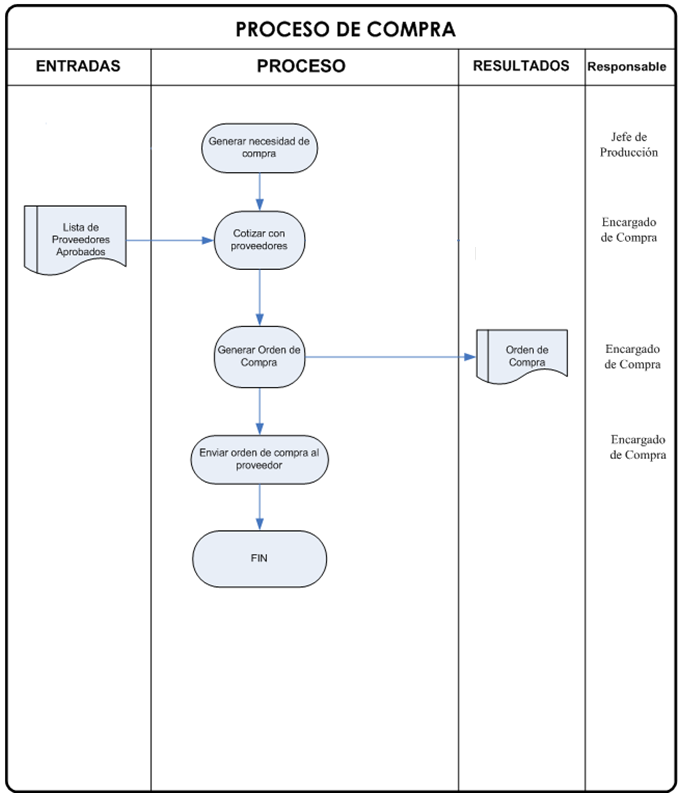 PROCESO DE COMPRA
ENTRADAS
PROCESO
RESULTADOS
Responsable
Generar necesidad de
compra
Jefe de
Producción
Lista de
Proveedores
Aprobados
Cotizar con
proveedores
Encargado
de Compra
Generar Orden de
Compra
Orden de
Compra
Encargado
de Compra
Enviar orden de compra al
proveedor
Encargado
de Compra
FIN